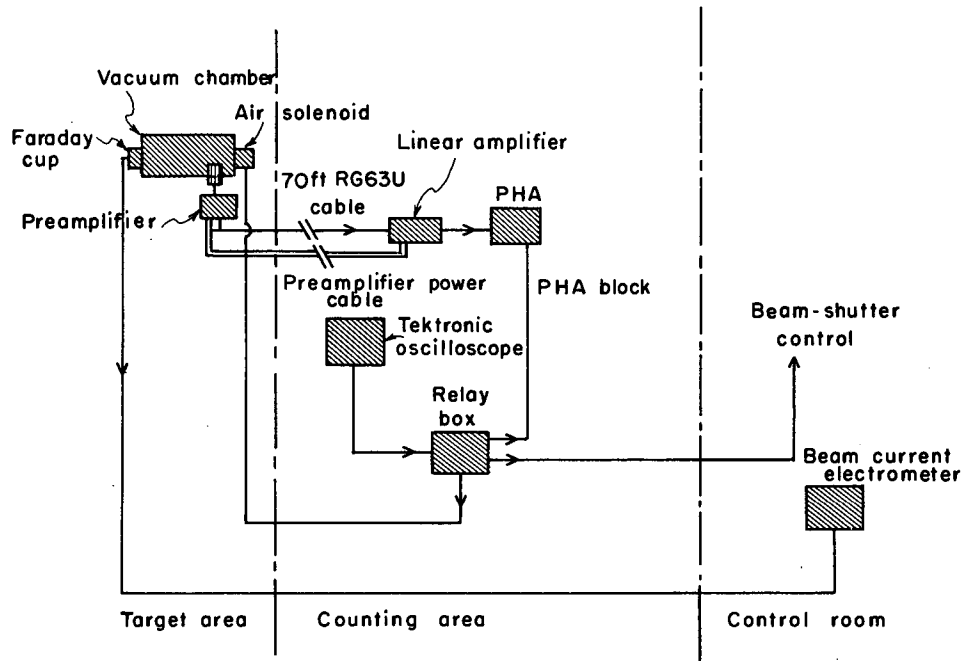 Vacuum chamber
Air solenoid
Faraday
cup
Linear amplifier
70ft RG63U
cable
PHA
Preamplifier
Preamplifier power
cable
PHA block
Tektronic
oscilloscope
Beam-shutter
control
Relay
box
Beam current
electrometer
Target area
Counting area
Control room